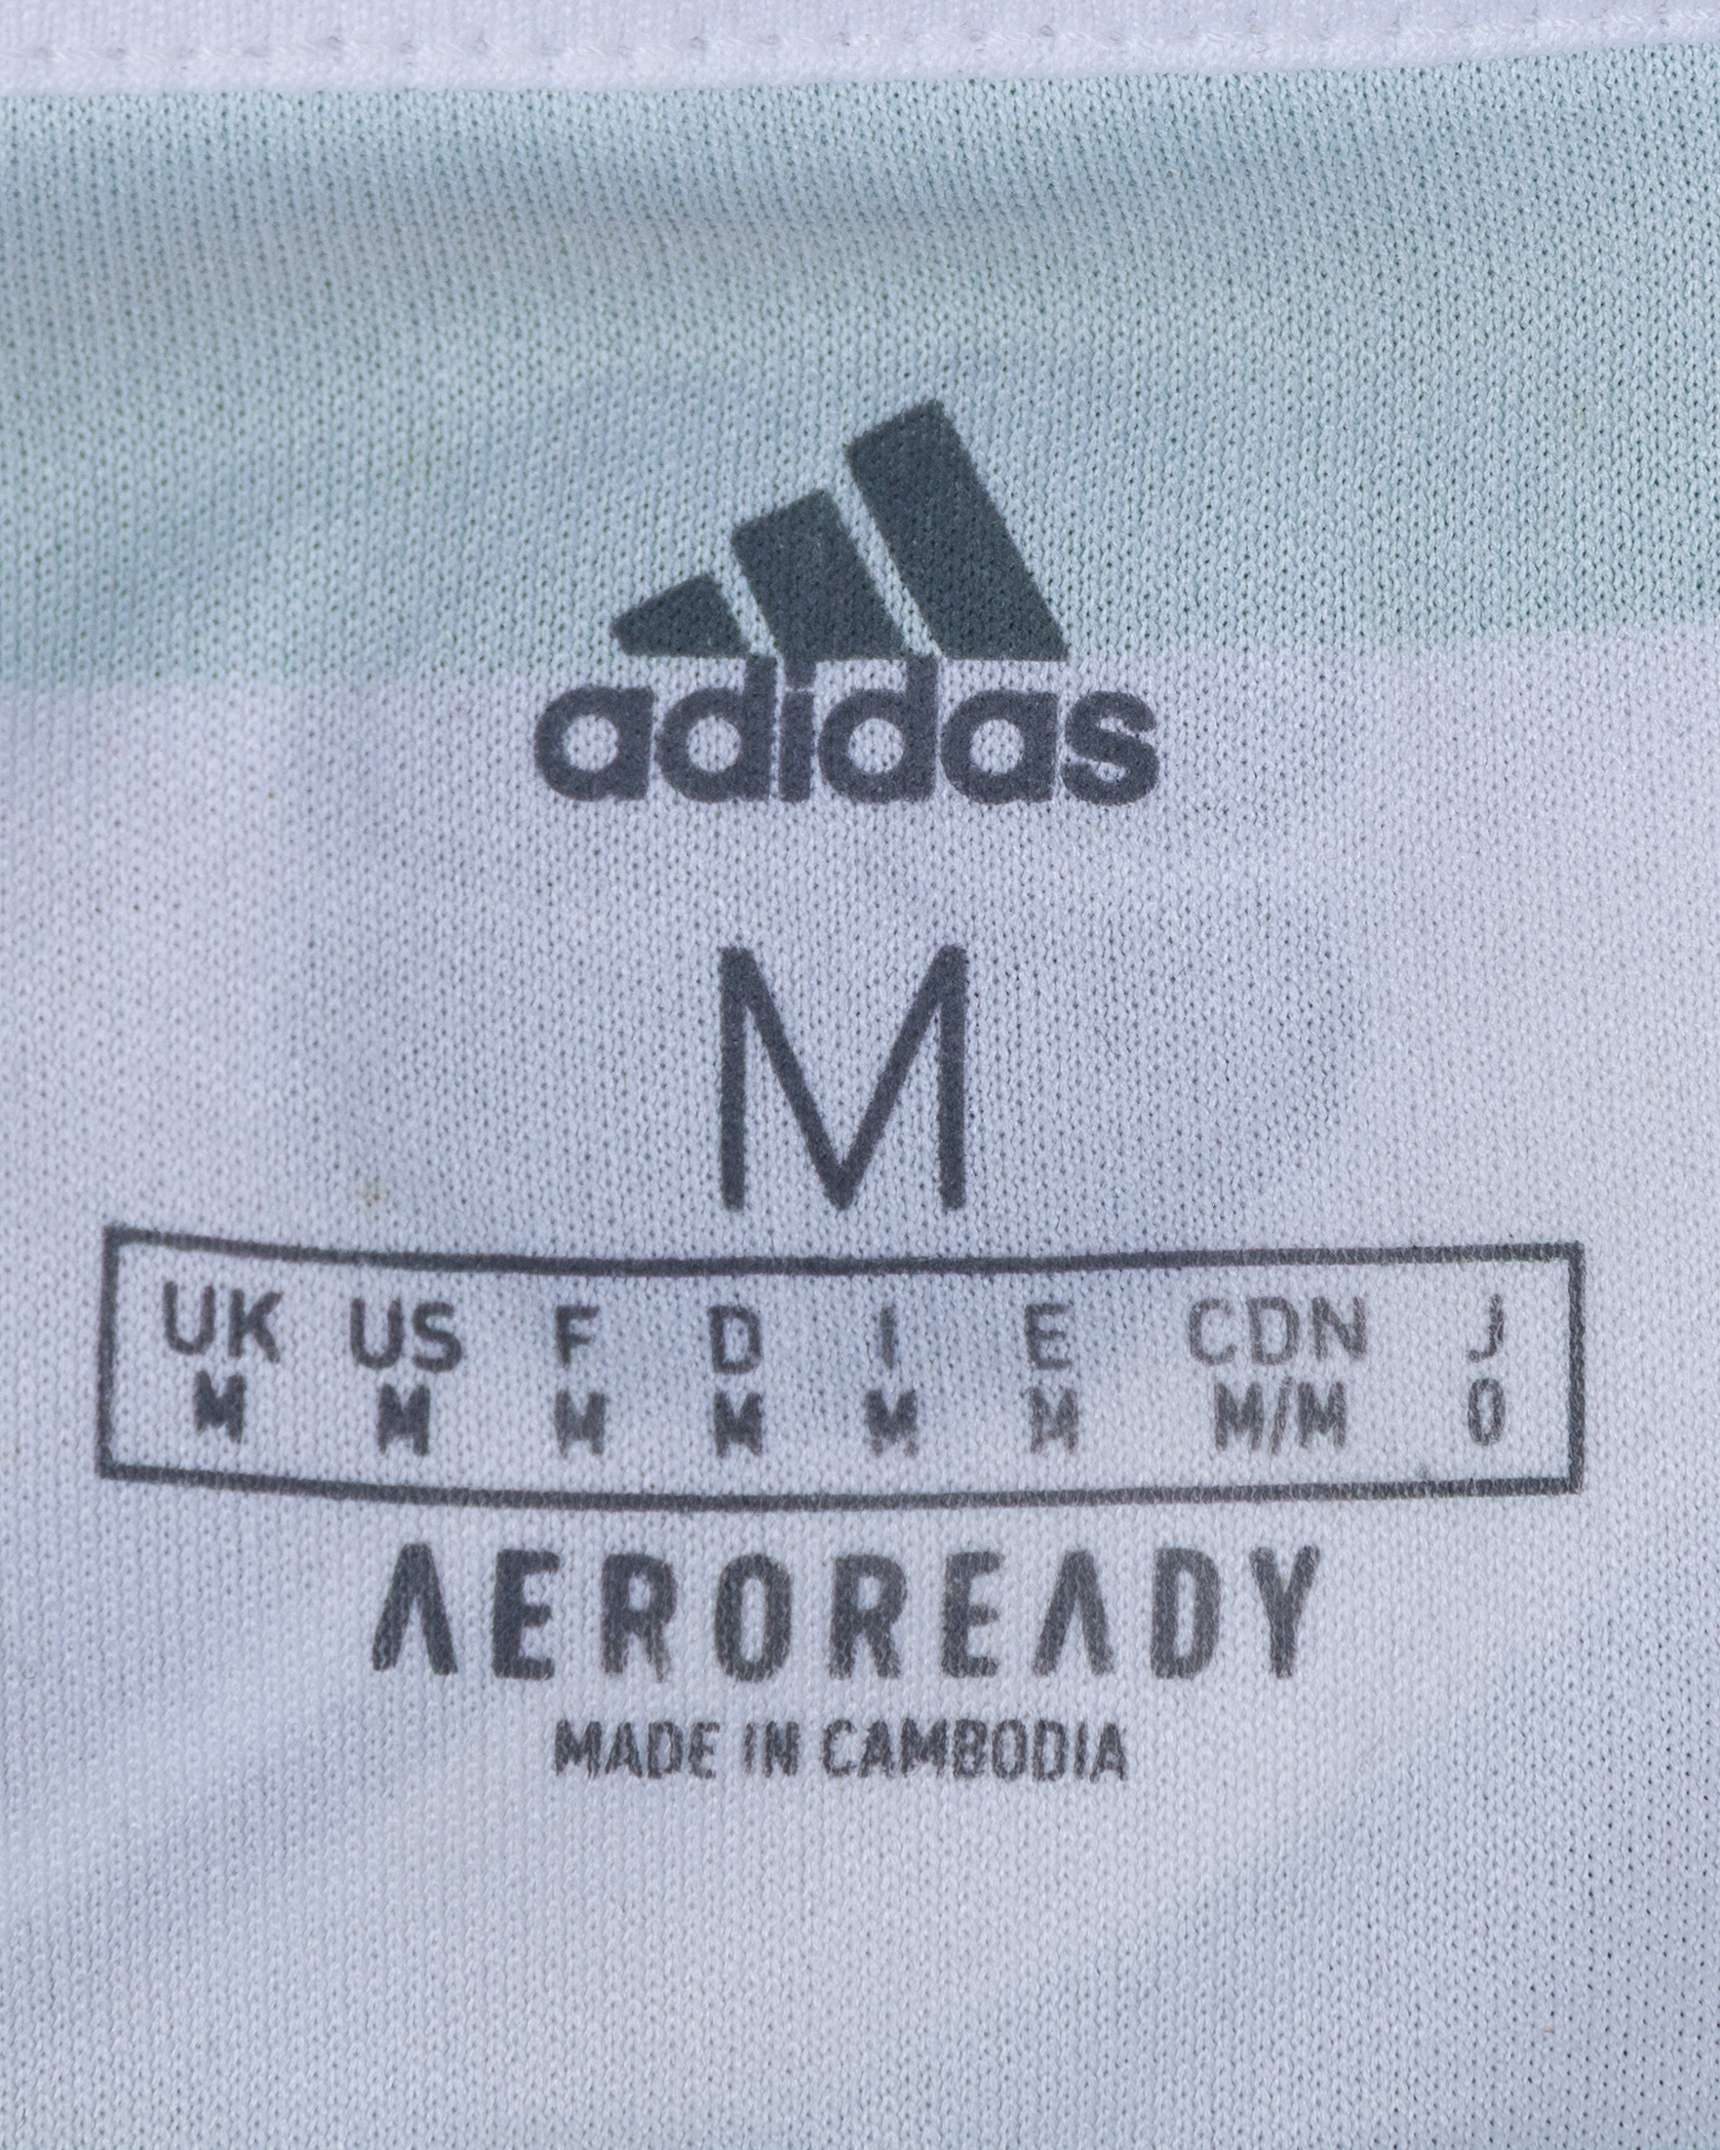 adidas
M
UK US F D I E CDN J
M M M M M M M/M O
AEROREADY
MADE IN CAMBODIA